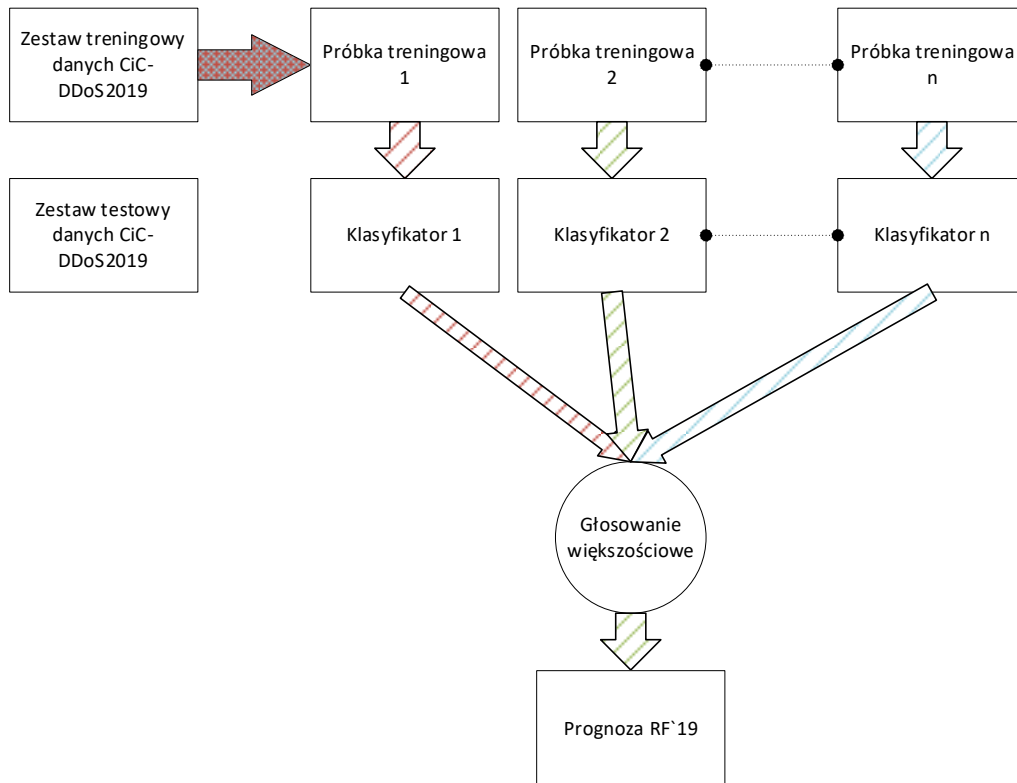 Zestaw treningowy
danych CiC-
DDoS2019
Próbka treningowa
1
Próbka treningowa
2
Próbka treningowa
n
Zestaw testowy
danych CiC-
DDoS2019
Klasyfikator 1
Klasyfikator 2
Klasyfikator n
Głosowanie
większościowe
Prognoza RF`19